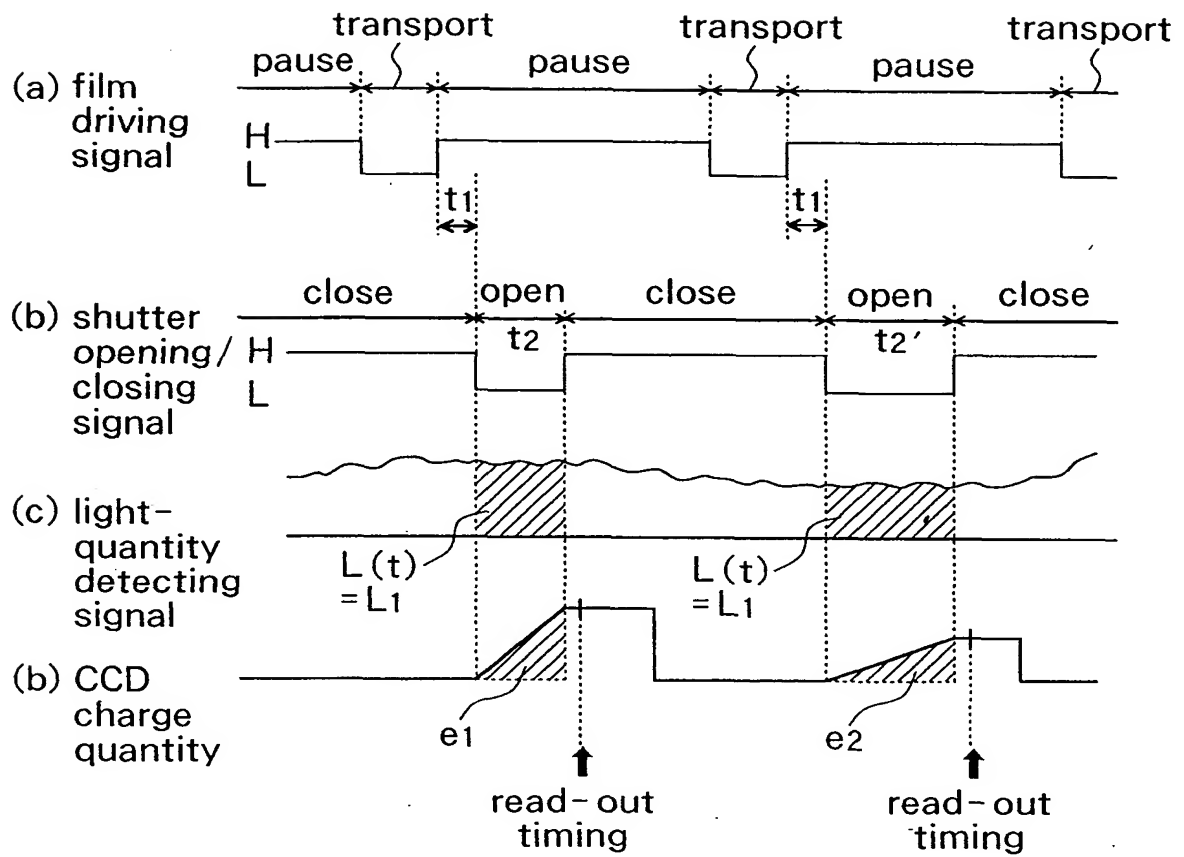 transport transport transport
pause pause pause
(a) film driving signal
H
L
t1 t1
close open close open close
(b) shutter opening/ closing signal
t2 t2'
H
L
(c) light- quantity detecting signal
L(t) =L1
L(t) =L1
(b) CCD charge quantity
e1 e2
read-out timing
read-out timing